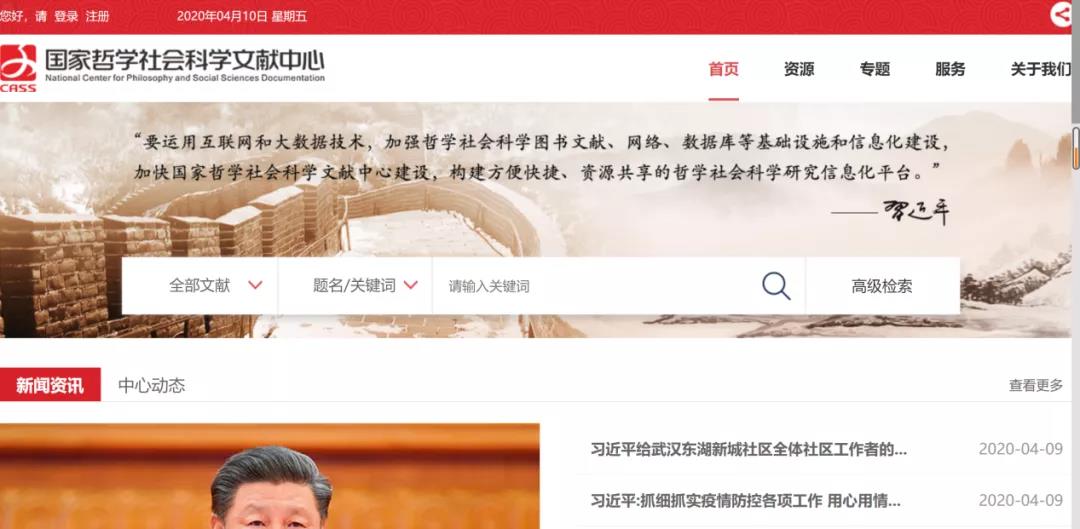 您好，请 登录 注册
2020年04月10日 星期五
国家哲学社会科学文献中心
National Center for Philosophy and Social Sciences Documentation
CASS
首页 资源 专题 服务 关于我们
“要运用互联网和大数据技术，加强哲学社会科学图书文献、网络、数据库等基础设施和信息化建设，
加快国家哲学社会科学文献中心建设，构建方便快捷、资源共享的哲学社会科学研究信息化平台。”
——习近平
全部文献 题名/关键词 请输入关键词 高级检索
新闻资讯 中心动态 查看更多
习近平给武汉东湖新城社区全体社区工作者的... 2020-04-09
习近平:抓细抓实疫情防控各项工作 用心用情... 2020-04-09